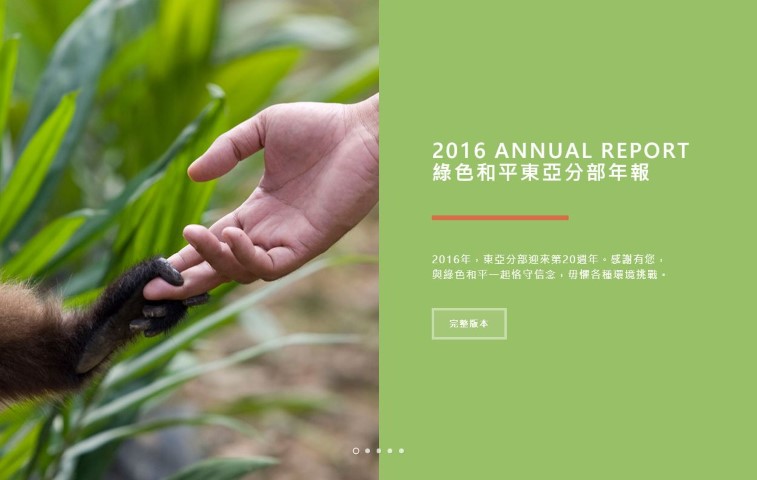 2016 ANNUAL REPORT
綠色和平東亞分部年報
2016年，東亞分部迎來第20週年。感謝有您，
與綠色和平一起恪守信念，毋懼各種環境挑戰。
完整版本